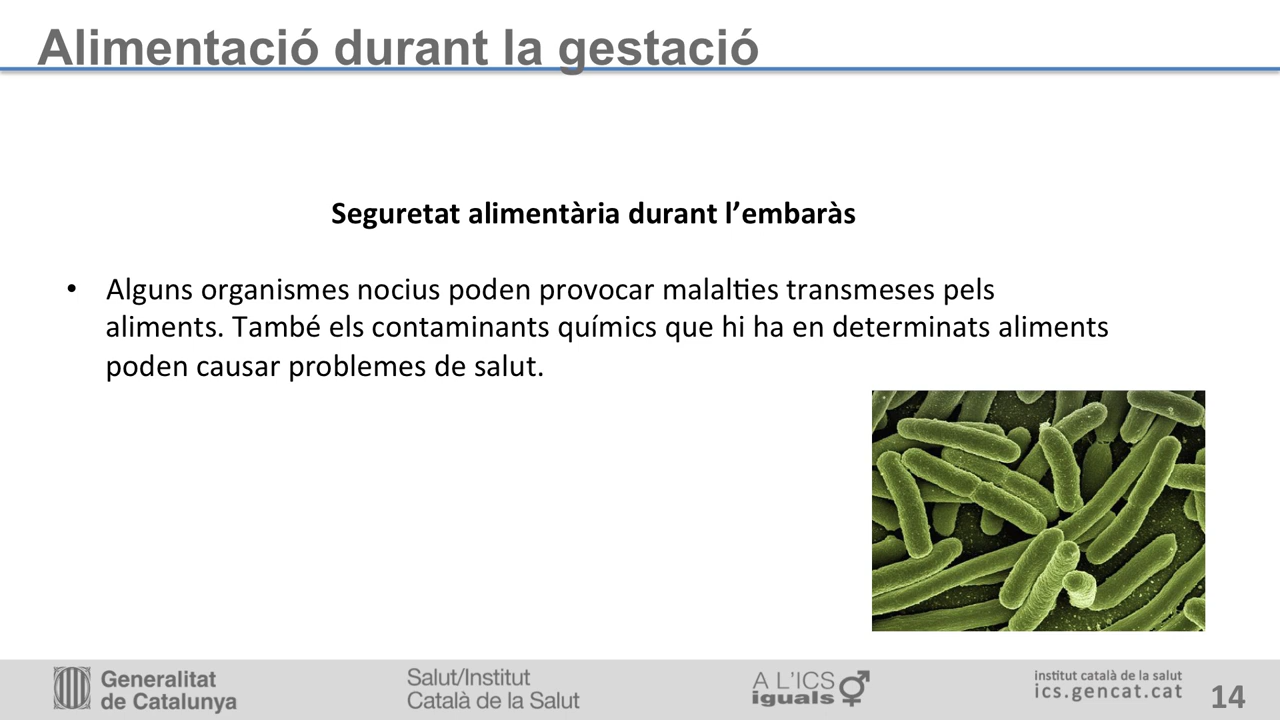 Alimentació durant la gestació
Seguretat alimentària durant l’embaràs
• Alguns organismes nocius poden provocar malalties transmeses pels
aliments. També els contaminants químics que hi ha en determinats aliments
poden causar problemes de salut.
Generalitat
de Catalunya
Salut/Institut
Català de la Salut
A L'ICS
iguals
institut català de la salut
ics.gencat.cat
14